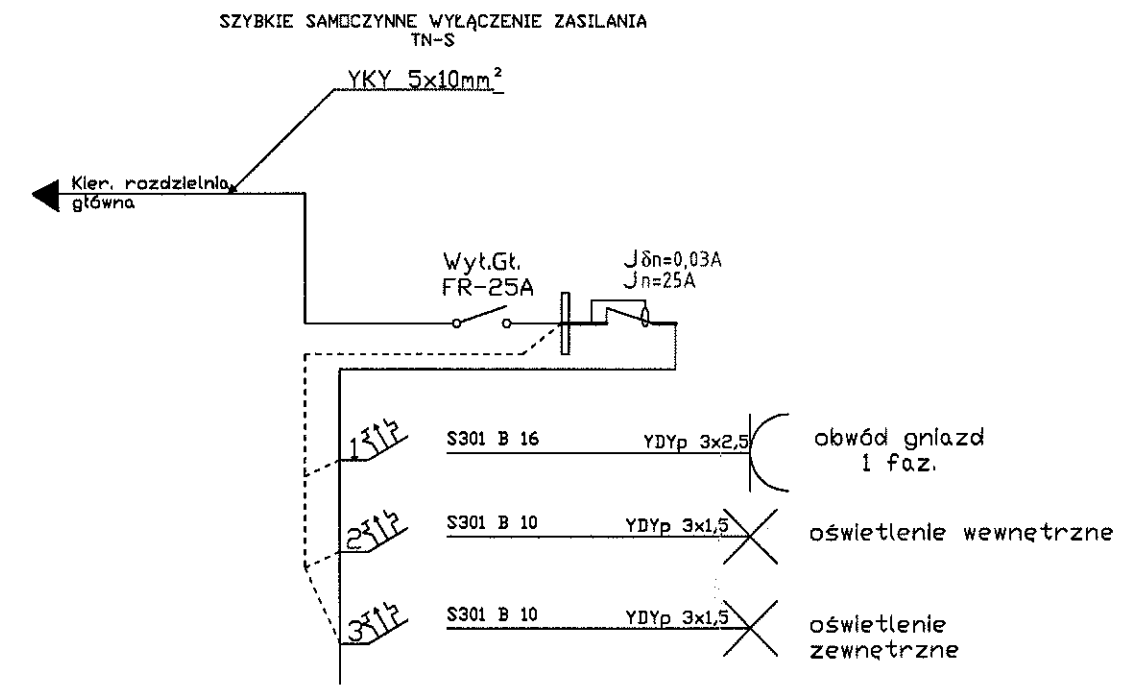 SZYBKIE SAMOCZYNNE WYŁĄCZENIE ZASILANIA
TN-S
YKY 5x10mm²
Kier. rozdzielnia
główna
Wył.Gł.
FR-25A
Jδn=0,03A
Jn=25A
1
S301 B 16
YDYp 3x2,5
obwód gniazd
1 faz.
2
S301 B 10
YDYp 3x1,5
oświetlenie wewnętrzne
3
S301 B 10
YDYp 3x1,5
oświetlenie
zewnętrzne